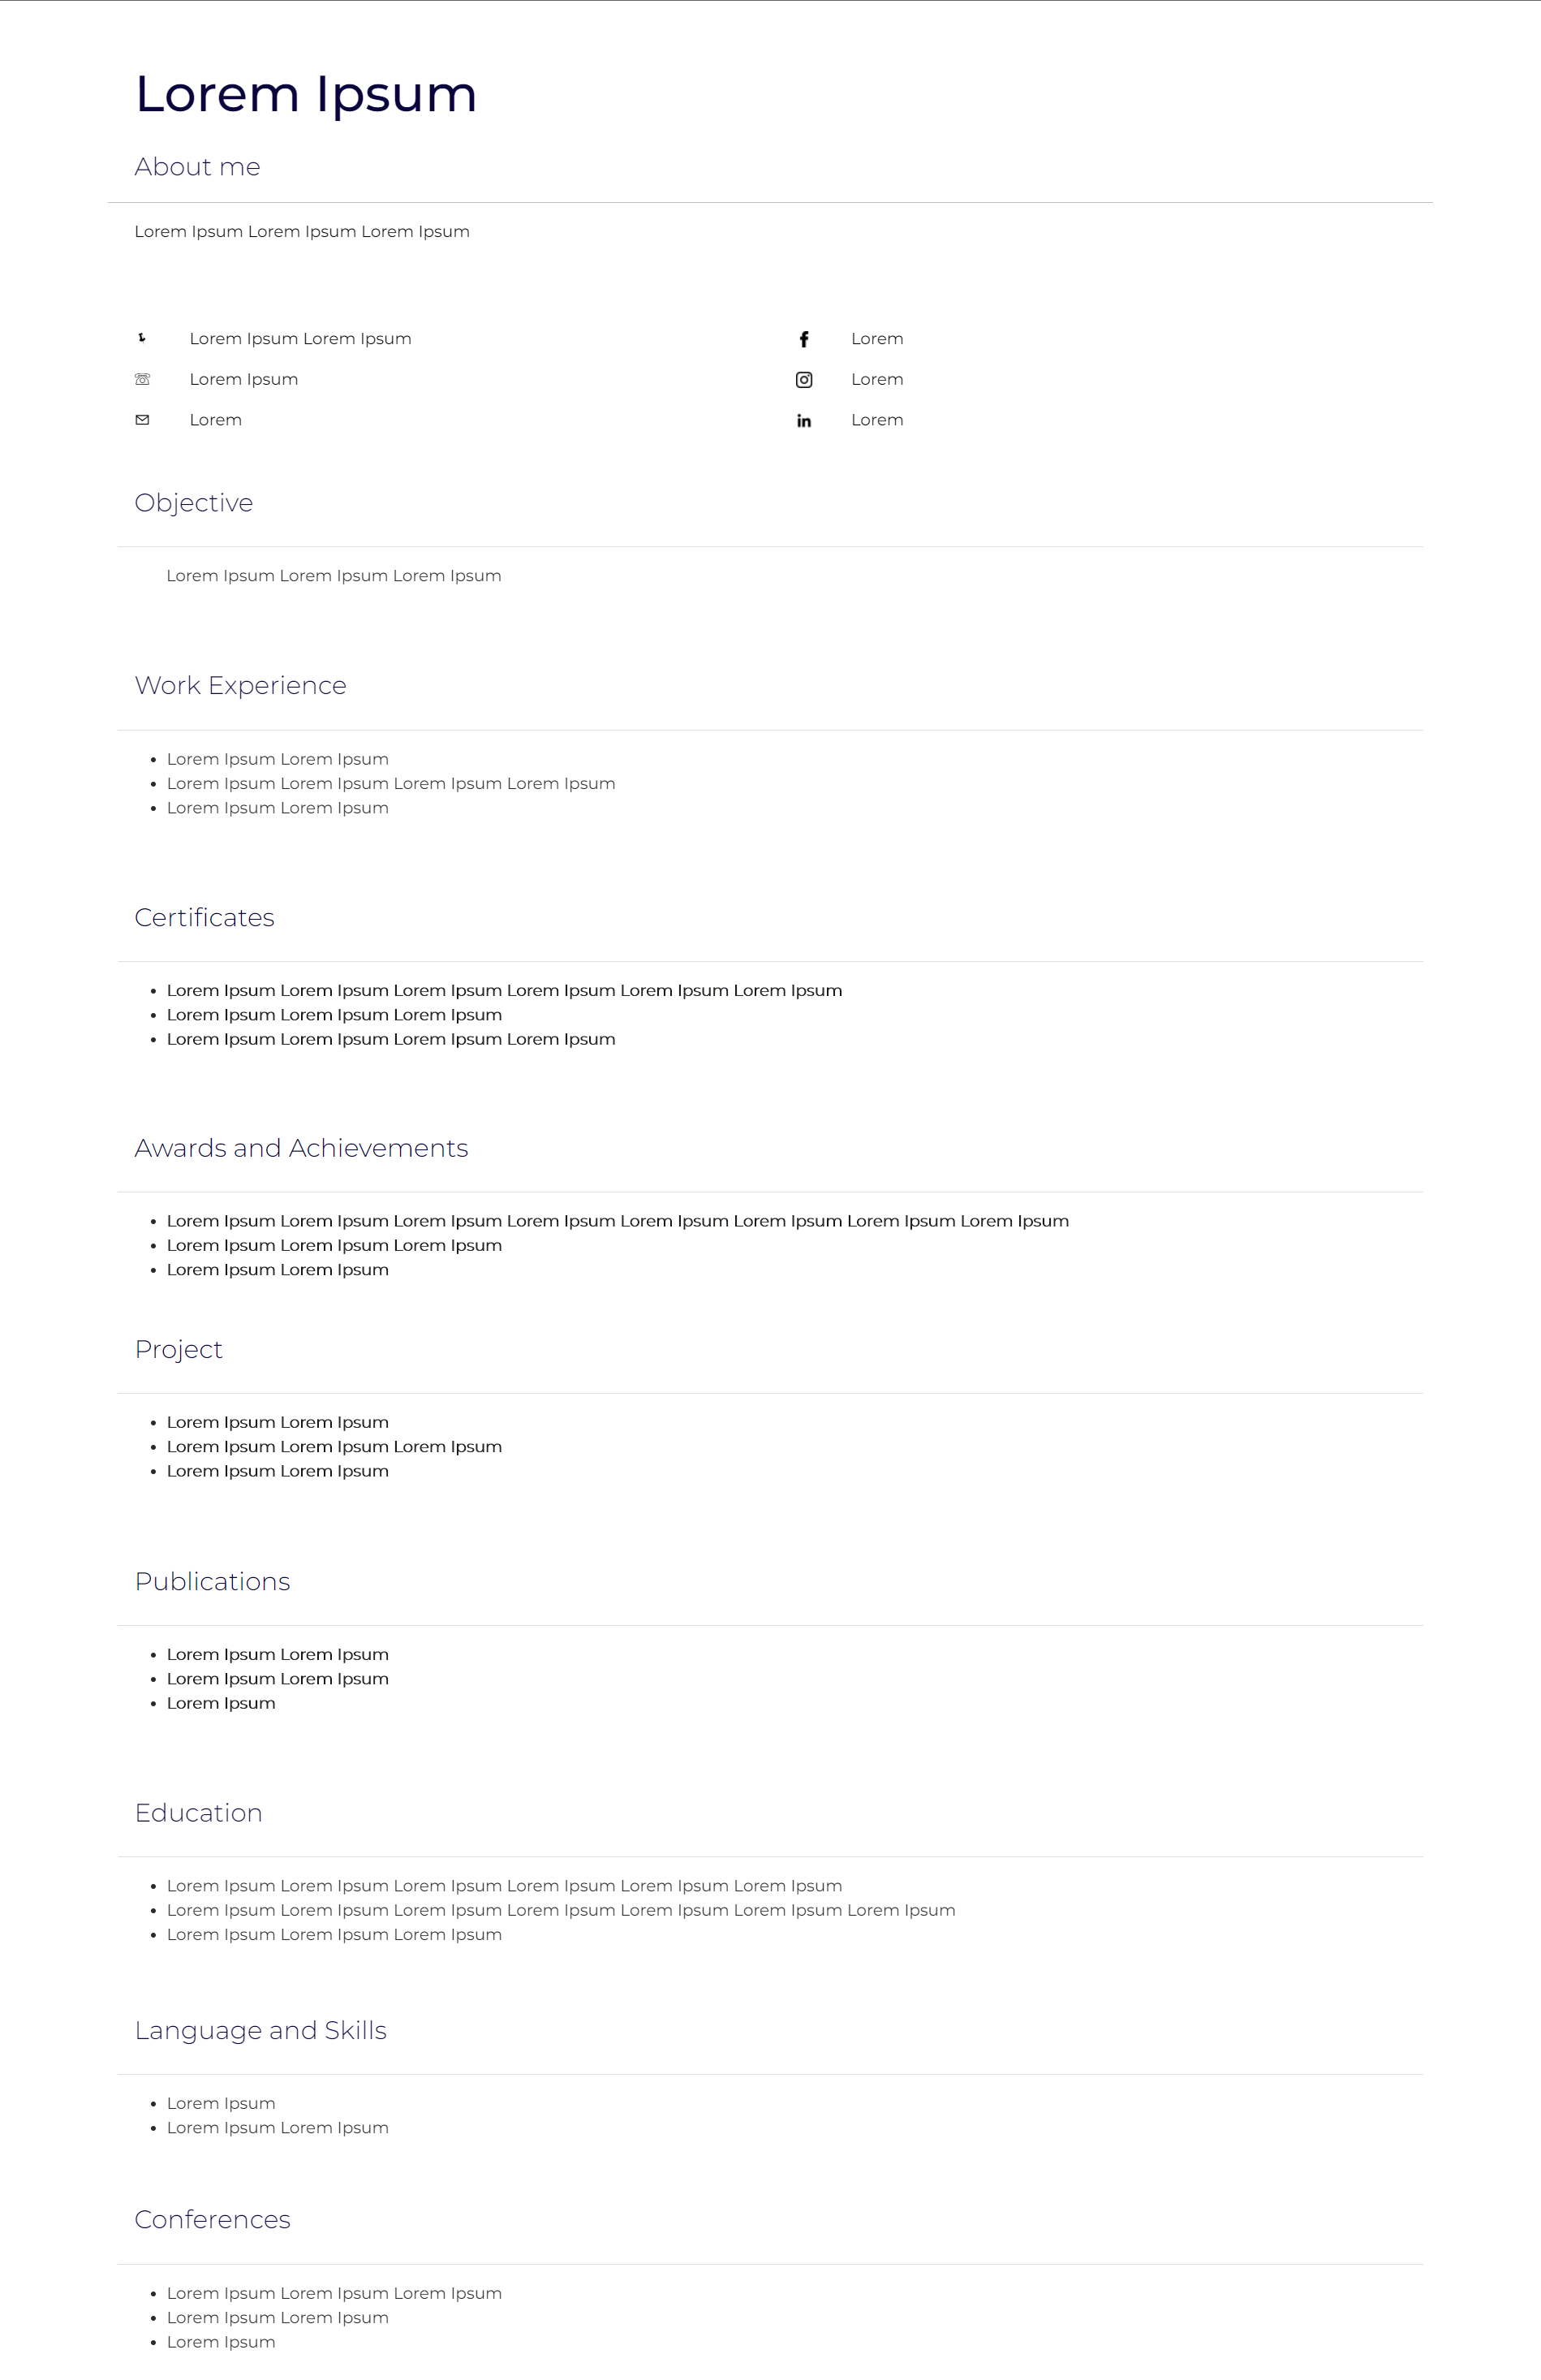 Lorem Ipsum
About me
Lorem Ipsum Lorem Ipsum Lorem Ipsum
Lorem Ipsum Lorem Ipsum
Lorem
Lorem Ipsum
Lorem
Lorem
Lorem
Objective
Lorem Ipsum Lorem Ipsum Lorem Ipsum
Work Experience
Lorem Ipsum Lorem Ipsum
Lorem Ipsum Lorem Ipsum Lorem Ipsum Lorem Ipsum
Lorem Ipsum Lorem Ipsum
Certificates
Lorem Ipsum Lorem Ipsum Lorem Ipsum Lorem Ipsum Lorem Ipsum Lorem Ipsum
Lorem Ipsum Lorem Ipsum Lorem Ipsum
Lorem Ipsum Lorem Ipsum Lorem Ipsum Lorem Ipsum
Awards and Achievements
Lorem Ipsum Lorem Ipsum Lorem Ipsum Lorem Ipsum Lorem Ipsum Lorem Ipsum Lorem Ipsum Lorem Ipsum
Lorem Ipsum Lorem Ipsum Lorem Ipsum
Lorem Ipsum Lorem Ipsum
Project
Lorem Ipsum Lorem Ipsum
Lorem Ipsum Lorem Ipsum Lorem Ipsum
Lorem Ipsum Lorem Ipsum
Publications
Lorem Ipsum Lorem Ipsum
Lorem Ipsum Lorem Ipsum
Lorem Ipsum
Education
Lorem Ipsum Lorem Ipsum Lorem Ipsum Lorem Ipsum Lorem Ipsum Lorem Ipsum
Lorem Ipsum Lorem Ipsum Lorem Ipsum Lorem Ipsum Lorem Ipsum Lorem Ipsum Lorem Ipsum
Lorem Ipsum Lorem Ipsum Lorem Ipsum
Language and Skills
Lorem Ipsum
Lorem Ipsum Lorem Ipsum
Conferences
Lorem Ipsum Lorem Ipsum Lorem Ipsum
Lorem Ipsum Lorem Ipsum
Lorem Ipsum